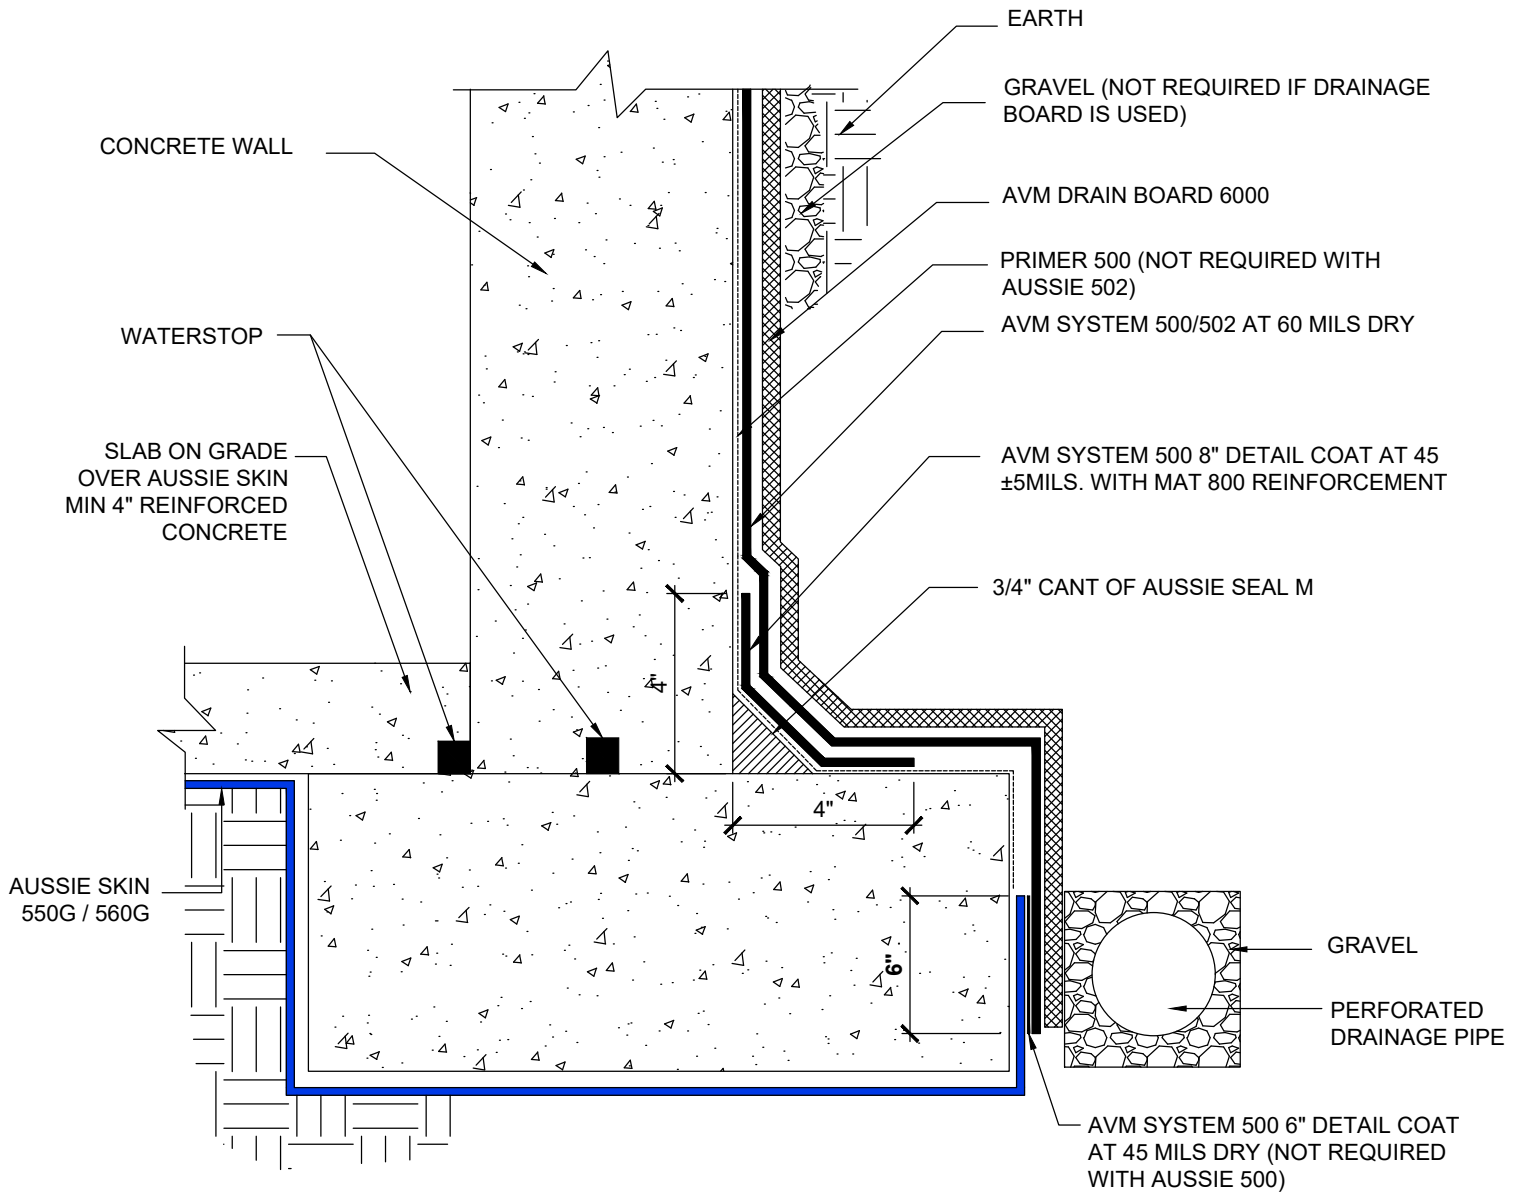 EARTH
GRAVEL (NOT REQUIRED IF DRAINAGE
BOARD IS USED)
CONCRETE WALL
AVM DRAIN BOARD 6000
PRIMER 500 (NOT REQUIRED WITH
AUSSIE 502)
WATERSTOP
AVM SYSTEM 500/502 AT 60 MILS DRY
SLAB ON GRADE
OVER AUSSIE SKIN
MIN 4" REINFORCED
CONCRETE
AVM SYSTEM 500 8" DETAIL COAT AT 45
±5MILS. WITH MAT 800 REINFORCEMENT
3/4" CANT OF AUSSIE SEAL M
4"
4"
AUSSIE SKIN
550G / 560G
6"
GRAVEL
PERFORATED
DRAINAGE PIPE
AVM SYSTEM 500 6" DETAIL COAT
AT 45 MILS DRY (NOT REQUIRED
WITH AUSSIE 500)